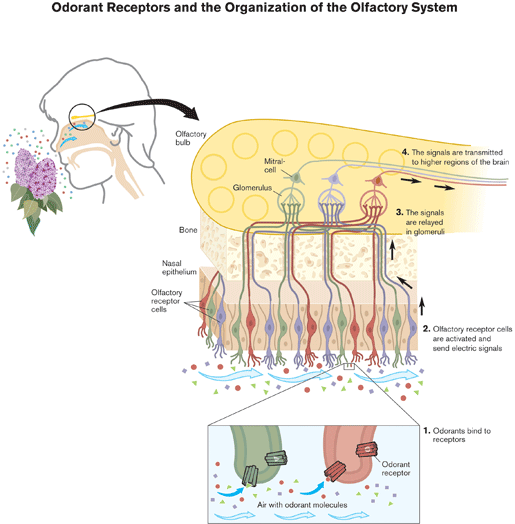 Odorant Receptors and the Organization of the Olfactory System
Olfactory
bulb
4. The signals are transmitted
to higher regions of the brain
Mitral-
cell
Glomerulus
3. The signals
are relayed
in glomeruli
Bone
Nasal
epithelium
Olfactory
receptor
cells
2. Olfactory receptor cells
are activated and
send electric signals
1. Odorants bind to
receptors
Odorant
receptor
Air with odorant molecules